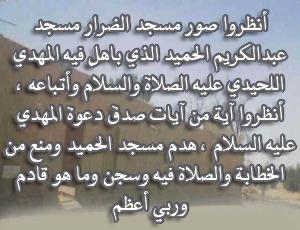 أنظروا صور مسجد الضرار مسجد
عبدالكريم الحميد الذي باهل فيه المهدي
اللحيدي عليه الصلاة والسلام وأتباعه ،
أنظروا آية من آيات صدق دعوة المهدي
عليه السلام ، هدم مسجد الحميد ومنع من
الخطابة والصلاة فيه وسجن وما هو قادم
وربي أعظم